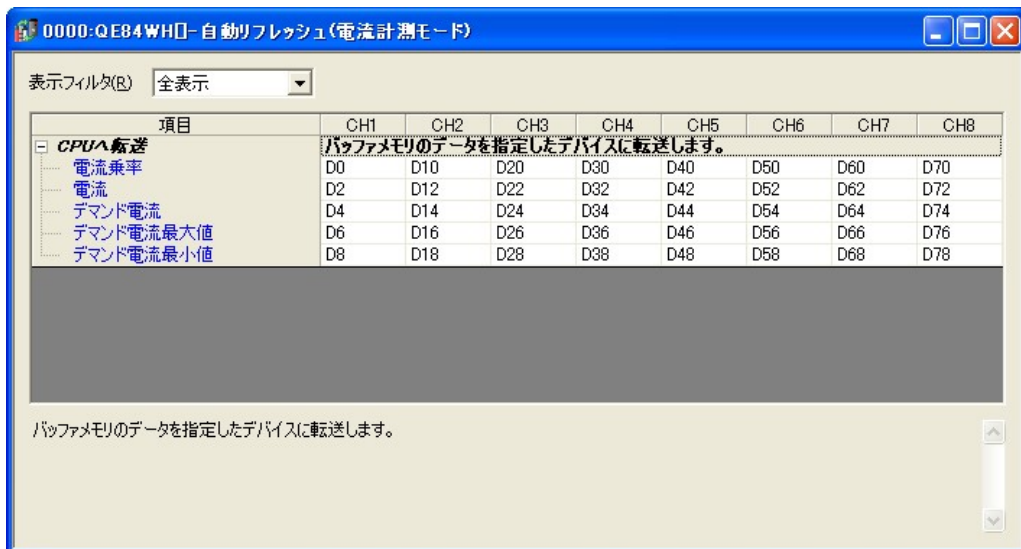 0000:QE84WH[]-自動リフレッシュ(電流計測モード)
表示フィルタ(R) 全表示
項目 CH1 CH2 CH3 CH4 CH5 CH6 CH7 CH8
CPUへ転送 バッファメモリのデータを指定したデバイスに転送します。
電流乗率 D0 D10 D20 D30 D40 D50 D60 D70
電流 D2 D12 D22 D32 D42 D52 D62 D72
デマンド電流 D4 D14 D24 D34 D44 D54 D64 D74
デマンド電流最大値 D6 D16 D26 D36 D46 D56 D66 D76
デマンド電流最小値 D8 D18 D28 D38 D48 D58 D68 D78
バッファメモリのデータを指定したデバイスに転送します。